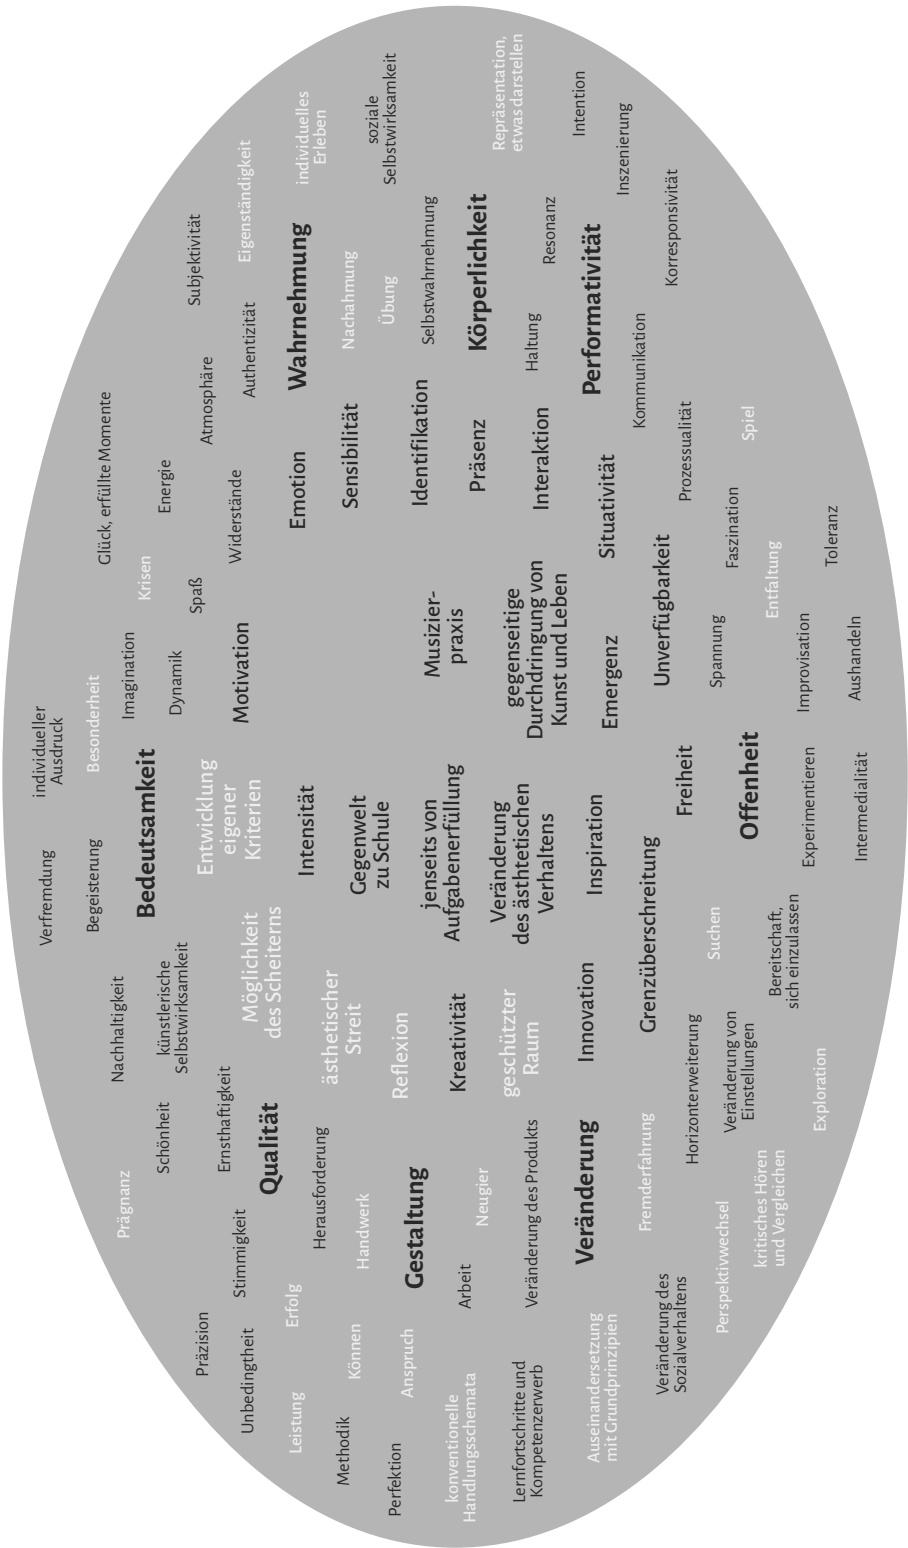 Verfremdung
individueller
Ausdruck
Begeisterung
Besonderheit
Glück, erfüllte Momente
Nachhaltigkeit
Imagination
Krisen
Prägnanz
Bedeutsamkeit
Energie
Schönheit
künstlerische
Selbstwirksamkeit
Dynamik
Spaß
Atmosphäre
Subjektivität
Präzision
Ernsthaftigkeit
Entwicklung
eigener
Kriterien
Widerstände
Authentizität
Eigenständigkeit
Unbedingtheit
Stimmigkeit
Qualität
Möglichkeit
des Scheiterns
Motivation
Leistung
Erfolg
Herausforderung
Intensität
Emotion
Wahrnehmung
individuelles
Erleben
Methodik
Können
Handwerk
ästhetischer
Streit
Gegenwelt
zu Schule
Sensibilität
Nachahmung
Übung
soziale
Selbstwirksamkeit
Perfektion
Anspruch
Gestaltung
Reflexion
jenseits von
Aufgabenerfüllung
Musizier-
praxis
Identifikation
Selbstwahrnehmung
konventionelle
Handlungsschemata
Arbeit
Neugier
Kreativität
Präsenz
Körperlichkeit
Lernfortschritte und
Kompetenzerwerb
Veränderung des Produkts
geschützter
Raum
Veränderung
des ästhtetischen
Verhaltens
gegenseitige
Durchdringung von
Kunst und Leben
Interaktion
Haltung
Resonanz
Repräsentation,
etwas darstellen
Auseinandersetzung
mit Grundprinzipien
Veränderung
Innovation
Inspiration
Emergenz
Situativität
Performativität
Intention
Veränderung des
Sozialverhaltens
Fremderfahrung
Grenzüberschreitung
Freiheit
Unverfügbarkeit
Kommunikation
Inszenierung
Perspektivwechsel
Horizonterweiterung
Suchen
Spannung
Prozessualität
Korresponsivität
kritisches Hören
und Vergleichen
Veränderung von
Einstellungen
Offenheit
Faszination
Spiel
Exploration
Bereitschaft,
sich einzulassen
Experimentieren
Improvisation
Entfaltung
Intermedialität
Aushandeln
Toleranz